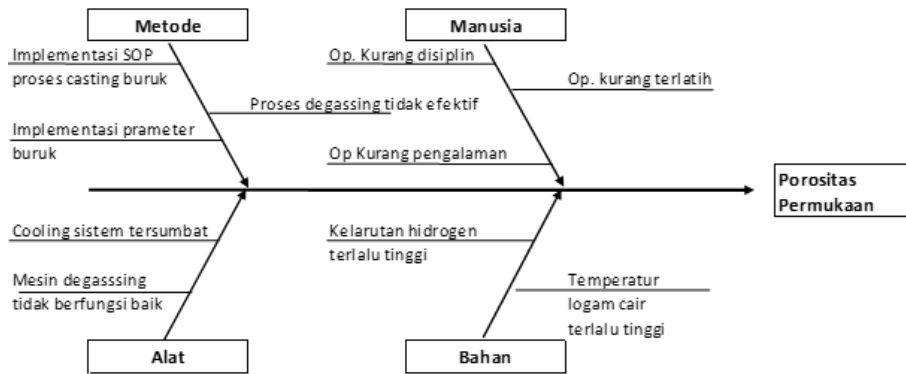 Metode
Manusia
Implementasi SOP
proses casting buruk
Op. Kurang disiplin
Op. kurang terlatih
Proses degassing tidak efektif
Implementasi prameter
buruk
Op Kurang pengalaman
Porositas
Permukaan
Cooling sistem tersumbat
Kelarutan hidrogen
terlalu tinggi
Mesin degasssing
tidak berfungsi baik
Temperatur
logam cair
terlalu tinggi
Alat
Bahan